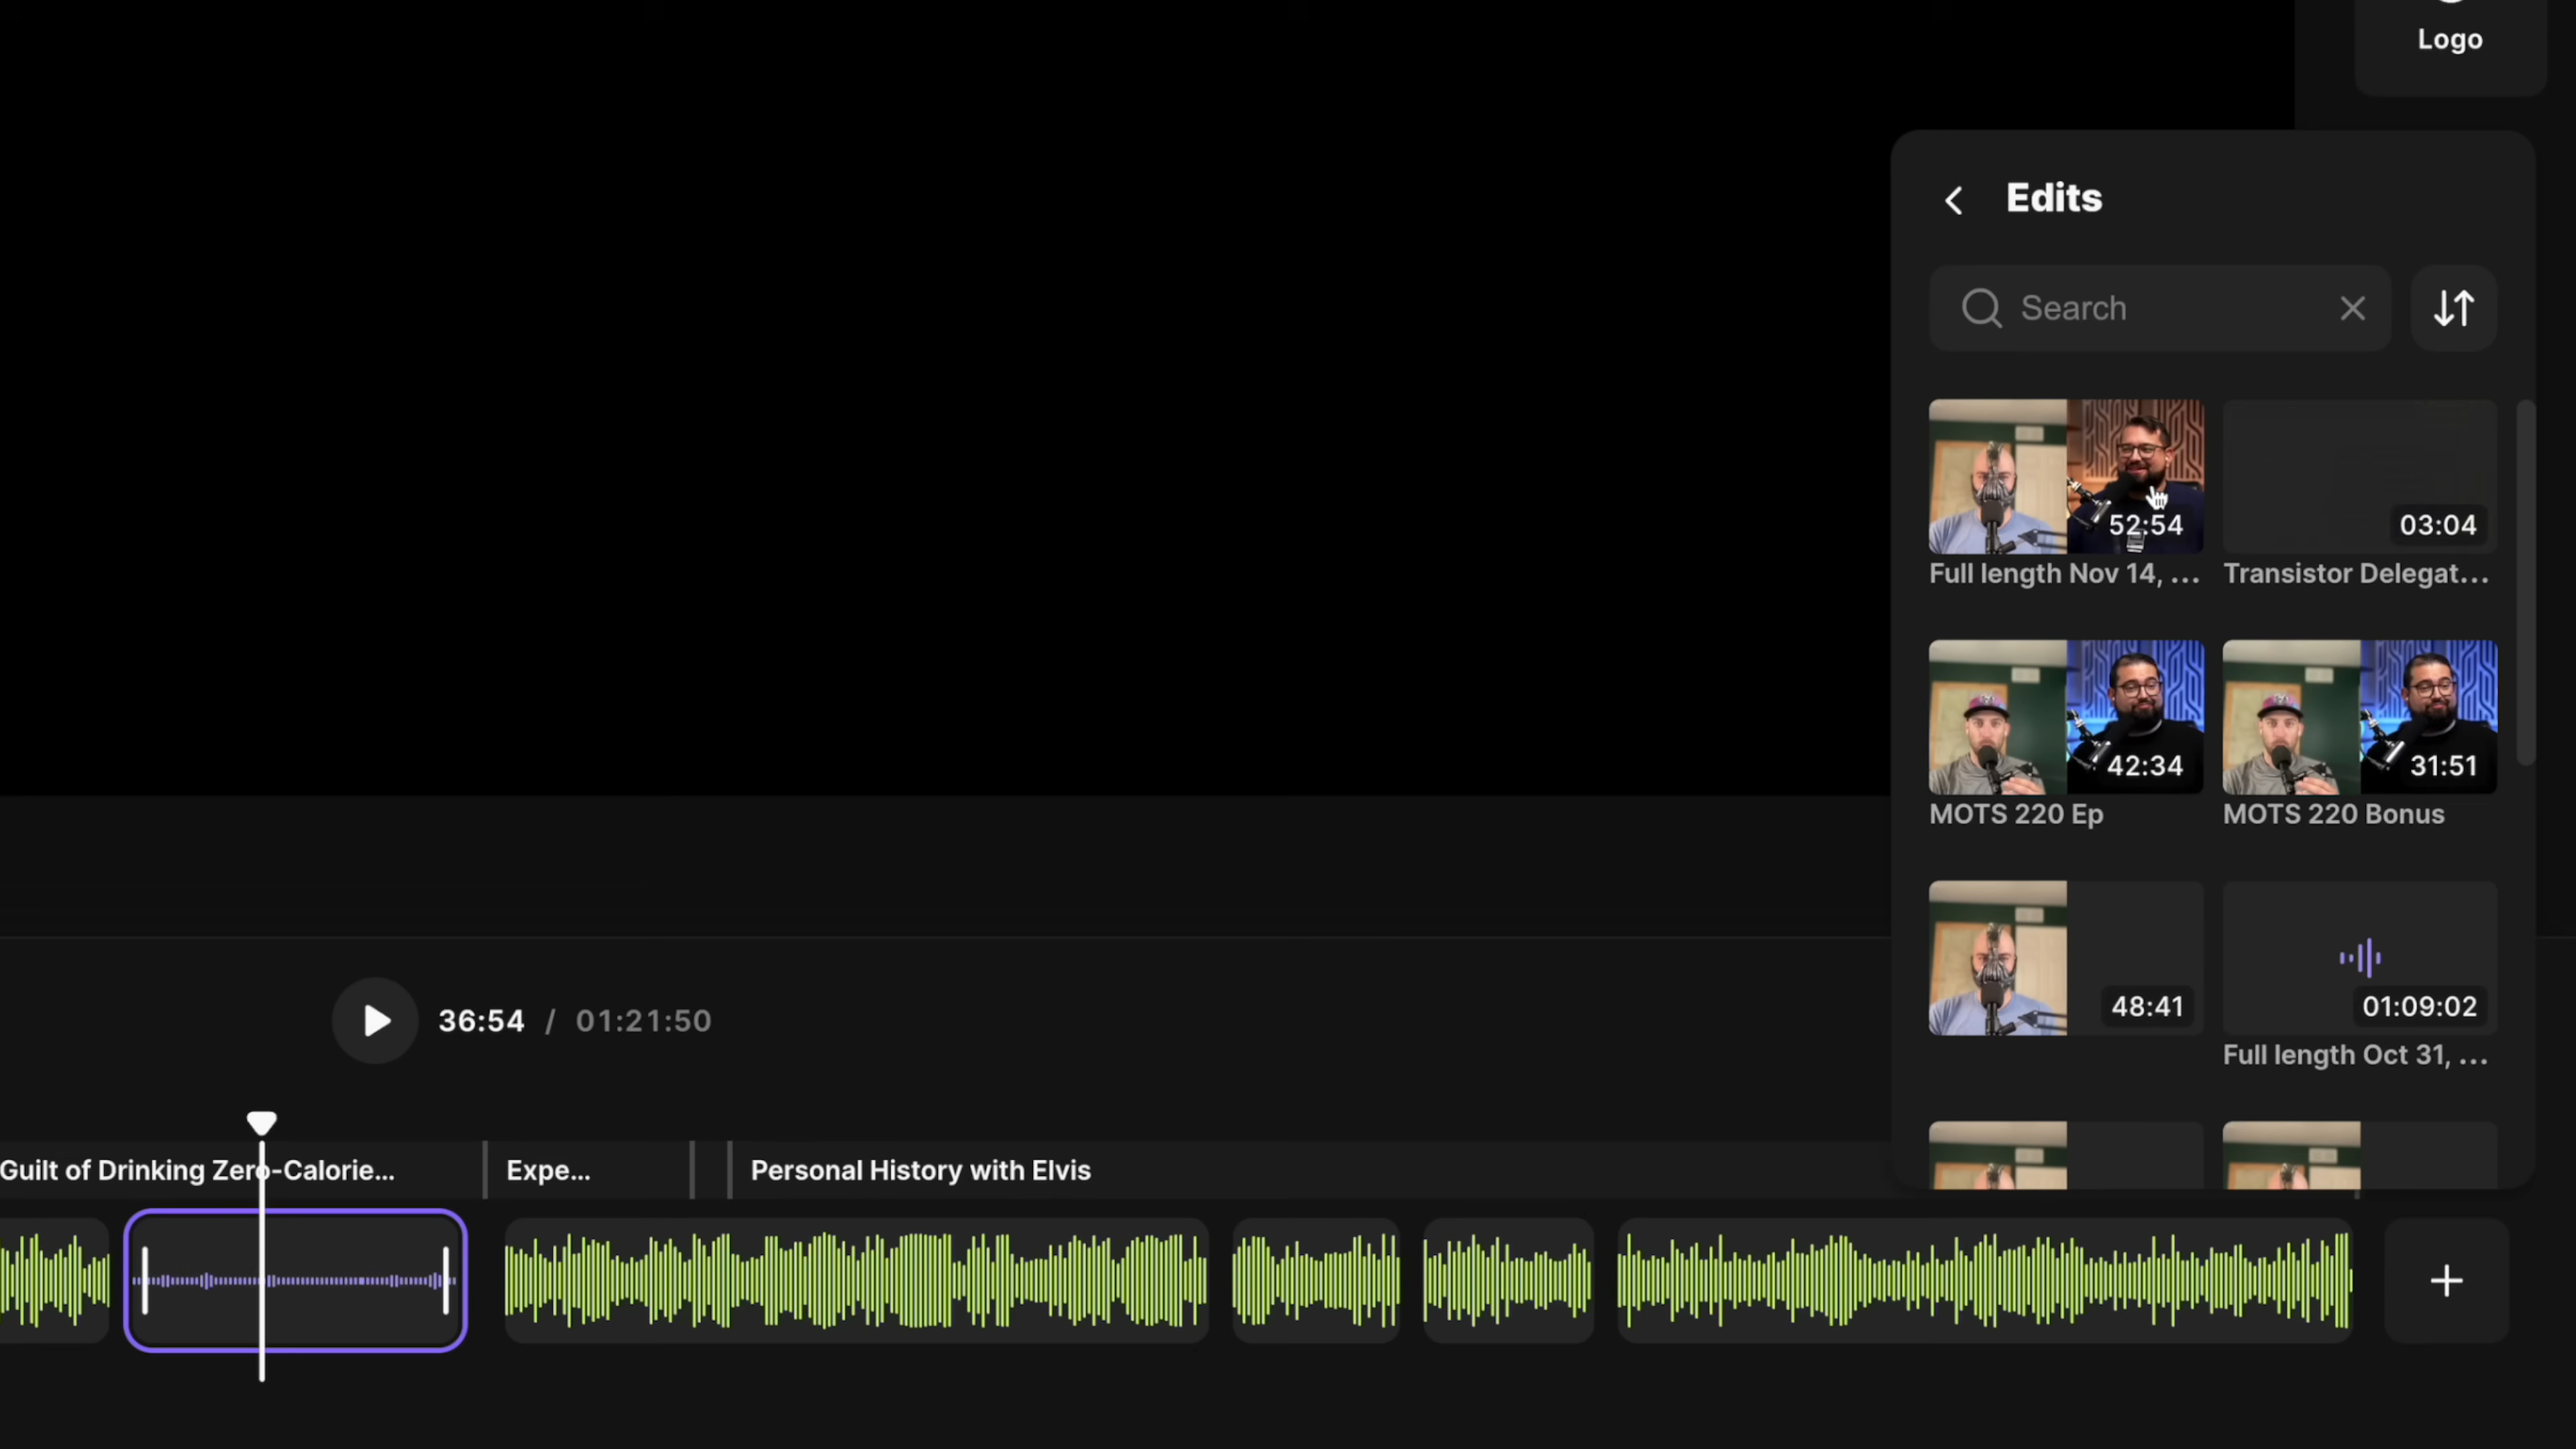 Logo
Edits
Search
52:54
03:04
Full length Nov 14, ...
Transistor Delegat...
42:34
31:51
MOTS 220 Ep
MOTS 220 Bonus
48:41
01:09:02
Full length Oct 31, ...
36:54 / 01:21:50
Guilt of Drinking Zero-Calorie...
Expe...
Personal History with Elvis